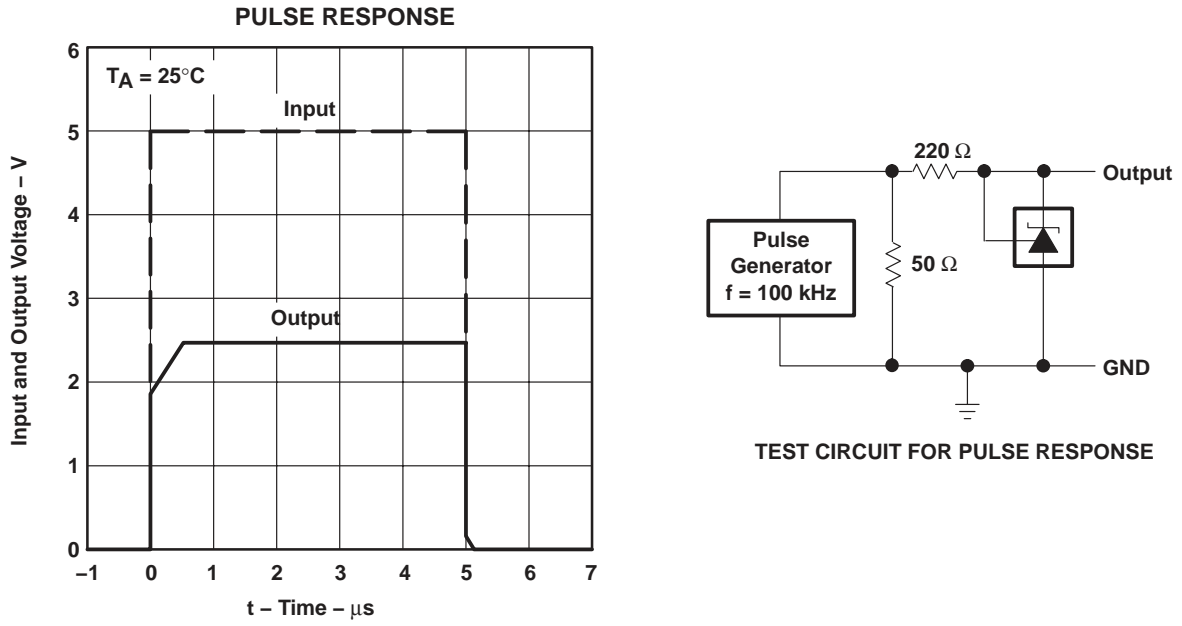 PULSE RESPONSE
6
5
4
3
2
1
0
Input and Output Voltage – V
TA = 25°C
Input
Output
–1 0 1 2 3 4 5 6 7
t – Time – μs
220 Ω
Output
Pulse
Generator
f = 100 kHz
50 Ω
GND
TEST CIRCUIT FOR PULSE RESPONSE